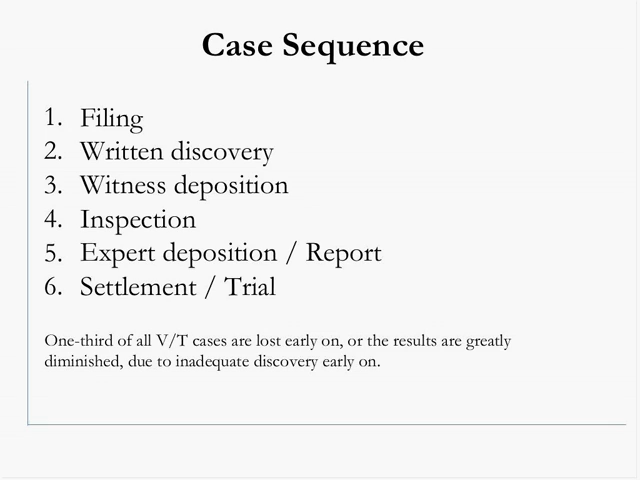 Case Sequence
1. Filing
2. Written discovery
3. Witness deposition
4. Inspection
5. Expert deposition / Report
6. Settlement / Trial
One-third of all V/T cases are lost early on, or the results are greatly
diminished, due to inadequate discovery early on.